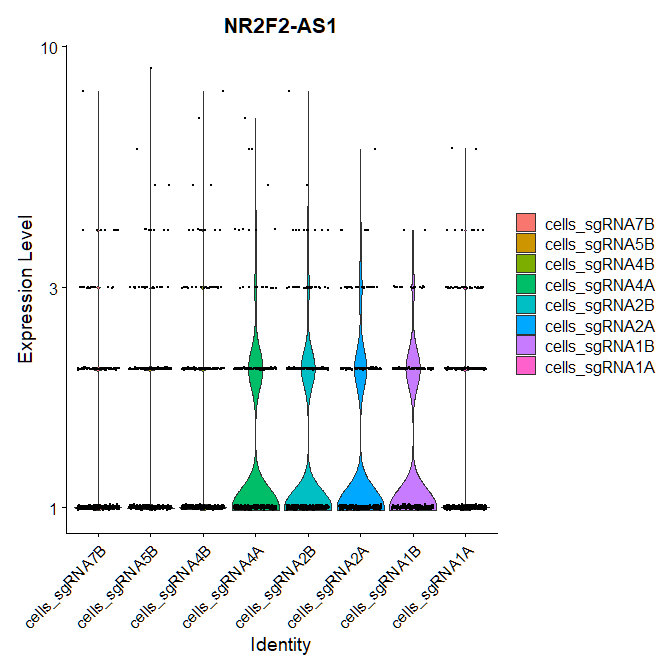 NR2F2-AS1
10
3
1
Expression Level
cells_sgRNA7B
cells_sgRNA5B
cells_sgRNA4B
cells_sgRNA4A
cells_sgRNA2B
cells_sgRNA2A
cells_sgRNA1B
cells_sgRNA1A
Identity
cells_sgRNA7B
cells_sgRNA5B
cells_sgRNA4B
cells_sgRNA4A
cells_sgRNA2B
cells_sgRNA2A
cells_sgRNA1B
cells_sgRNA1A